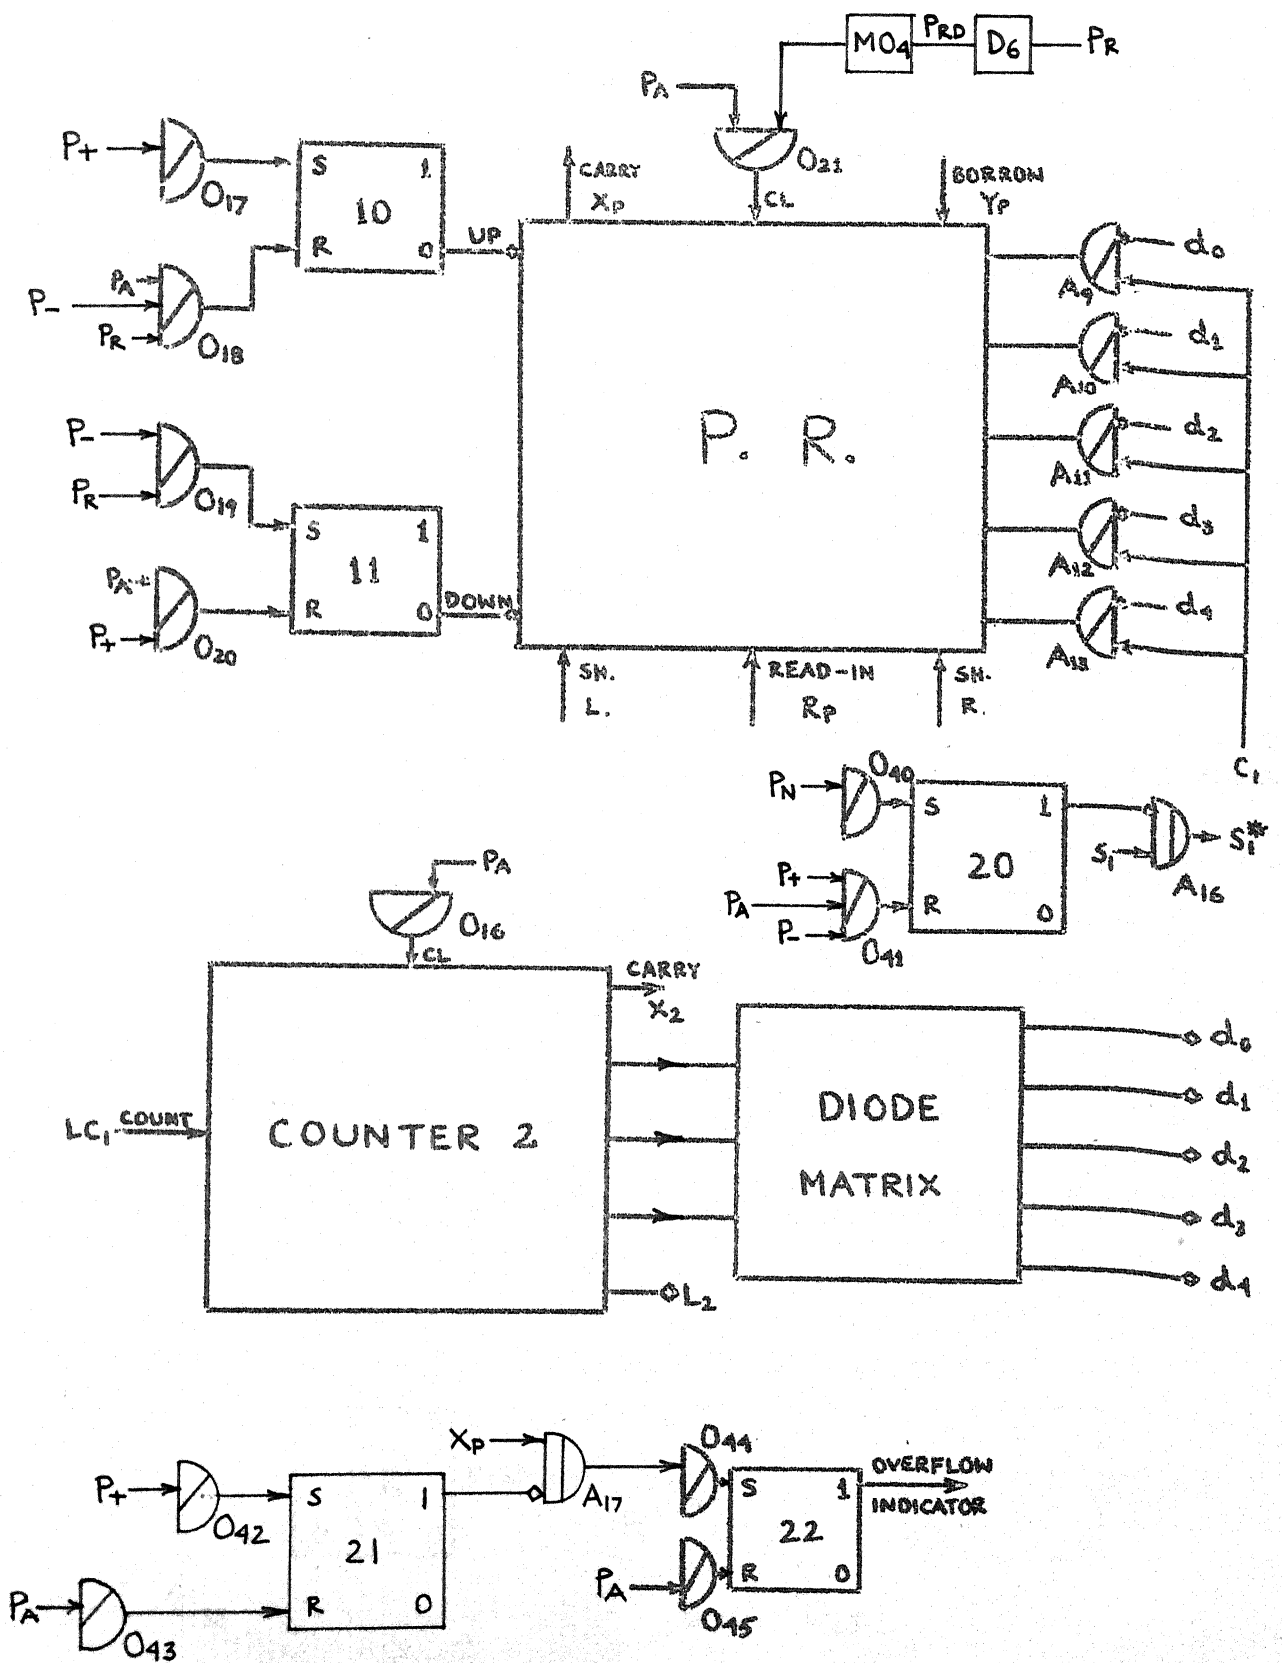 MO4 PRD D6 PR
PA
O21
P+
O17
S 1
10
R 0
UP
CARRY
XP
CL
BORROW
YP
d0
A9
PA
P-
PR
O18
d1
A10
P. R.
P-
PR
O19
d2
A11
S 1
11
R 0
DOWN
d3
A12
PA
P+
O20
d4
A13
SH.
L.
READ-IN
RP
SH.
R.
C1
PN
O40
S 1
20
R 0
S1
S1*
A16
P+
PA
P-
O41
PA
O16
CL
CARRY
X2
LC1 COUNT
COUNTER 2
L2
DIODE
MATRIX
d0
d1
d2
d3
d4
P+
O42
PA
O43
S 1
21
R 0
XP
A17
O44
PA
O45
S 1
22
R 0
OVERFLOW
INDICATOR